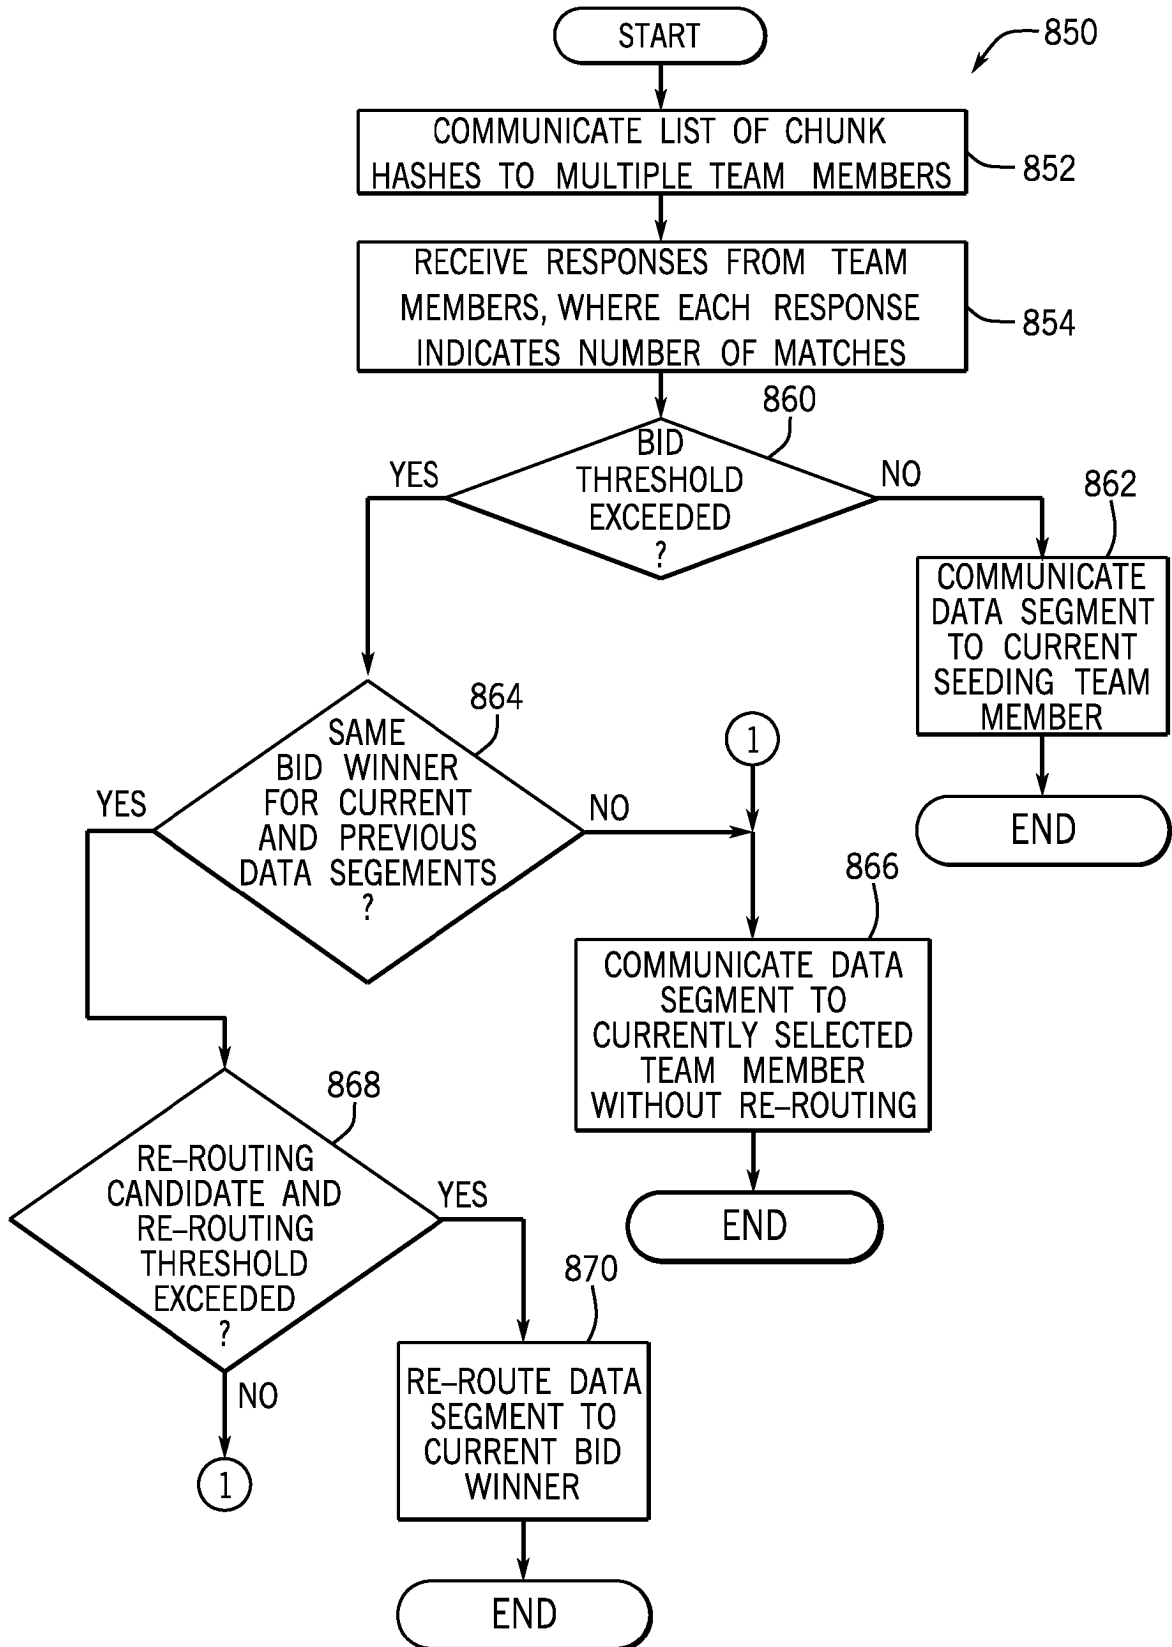 START
850
COMMUNICATE LIST OF CHUNK
HASHES TO MULTIPLE TEAM MEMBERS
852
RECEIVE RESPONSES FROM TEAM
MEMBERS, WHERE EACH RESPONSE
INDICATES NUMBER OF MATCHES
854
860
BID
THRESHOLD
EXCEEDED
?
YES
NO
862
COMMUNICATE
DATA SEGMENT
TO CURRENT
SEEDING TEAM
MEMBER
END
864
SAME
BID WINNER
FOR CURRENT
AND PREVIOUS
DATA SEGEMENTS
?
YES
NO
1
866
COMMUNICATE DATA
SEGMENT TO
CURRENTLY SELECTED
TEAM MEMBER
WITHOUT RE–ROUTING
END
868
RE–ROUTING
CANDIDATE AND
RE–ROUTING
THRESHOLD
EXCEEDED
?
YES
NO
1
870
RE–ROUTE DATA
SEGMENT TO
CURRENT BID
WINNER
END